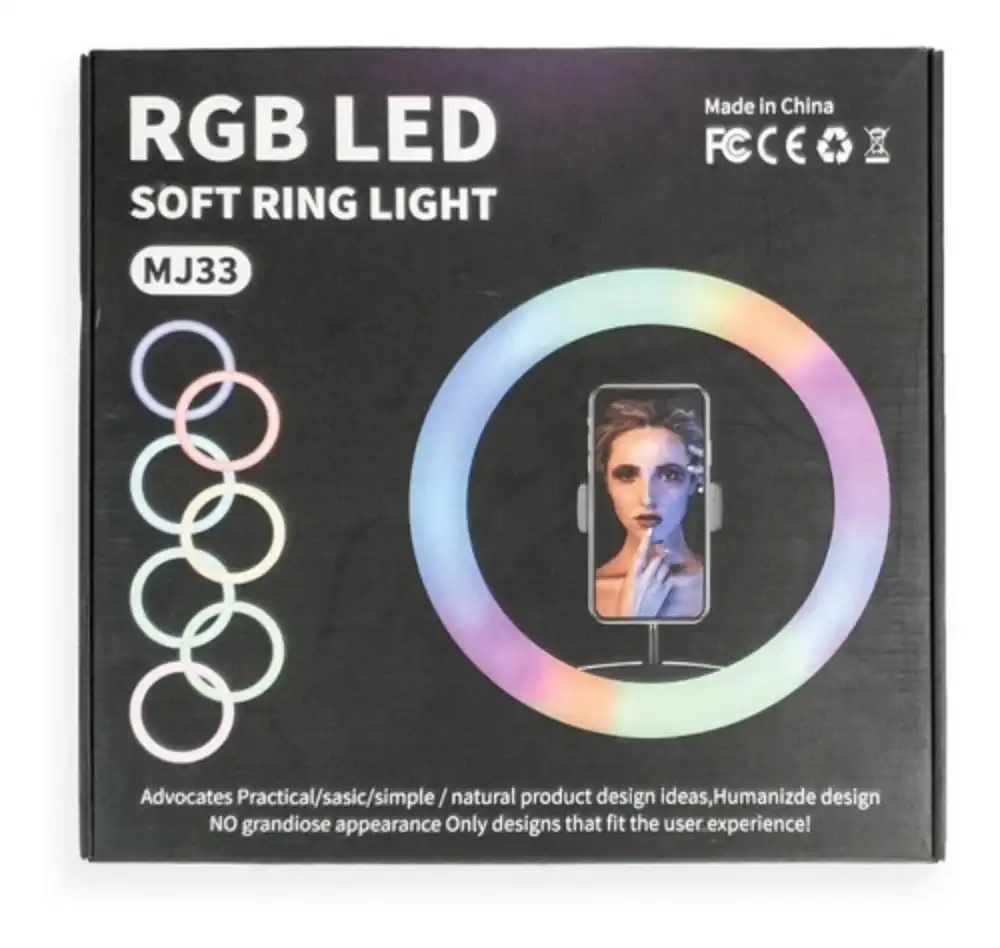 RGB LED
SOFT RING LIGHT
MJ33
Made in China
FC CE
Advocates Practical/sasic/simple / natural product design ideas,Humanizde design
NO grandiose appearance Only designs that fit the user experience!